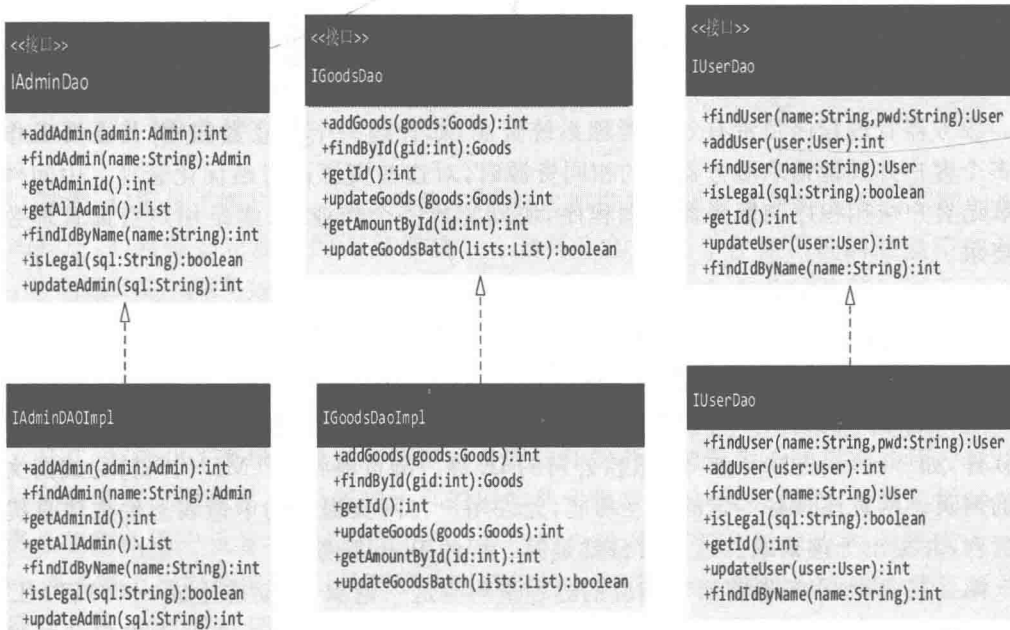 <<接口>>
IAdminDao
+addAdmin(admin:Admin):int
+findAdmin(name:String):Admin
+getAdminId():int
+getAllAdmin():List
+findIdByName(name:String):int
+isLegal(sql:String):boolean
+updateAdmin(sql:String):int
<<接口>>
IGoodsDao
+addGoods(goods:Goods):int
+findById(gid:int):Goods
+getId():int
+updateGoods(goods:Goods):int
+getAmountById(id:int):int
+updateGoodsBatch(lists:List):boolean
<<接口>>
IUserDao
+findUser(name:String,pwd:String):User
+addUser(user:User):int
+findUser(name:String):User
+isLegal(sql:String):boolean
+getId():int
+updateUser(user:User):int
+findIdByName(name:String):int
IAdminDAOImpl
+addAdmin(admin:Admin):int
+findAdmin(name:String):Admin
+getAdminId():int
+getAllAdmin():List
+findIdByName(name:String):int
+isLegal(sql:String):boolean
+updateAdmin(sql:String):int
IGoodsDaoImpl
+addGoods(goods:Goods):int
+findById(gid:int):Goods
+getId():int
+updateGoods(goods:Goods):int
+getAmountById(id:int):int
+updateGoodsBatch(lists:List):boolean
IUserDao
+findUser(name:String,pwd:String):User
+addUser(user:User):int
+findUser(name:String):User
+isLegal(sql:String):boolean
+getId():int
+updateUser(user:User):int
+findIdByName(name:String):int